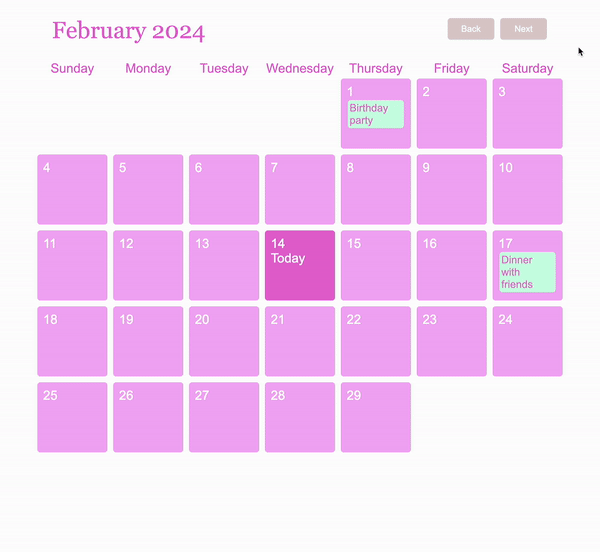 February 2024
Back
Next
Sunday Monday Tuesday Wednesday Thursday Friday Saturday
1 2 3
Birthday
party
4 5 6 7 8 9 10
11 12 13 14 15 16 17
Today
Dinner
with
friends
18 19 20 21 22 23 24
25 26 27 28 29